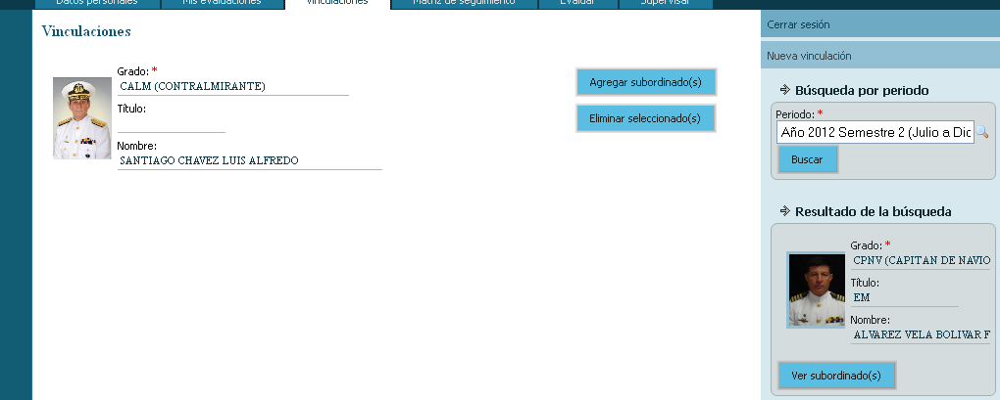 Datos personales
Mis evaluaciones
Vinculaciones
Matriz de seguimiento
Evaluar
Supervisar
Vinculaciones
Grado: *
CALM (CONTRALMIRANTE)
Título:
Nombre:
SANTIAGO CHAVEZ LUIS ALFREDO
Agregar subordinado(s)
Eliminar seleccionado(s)
Cerrar sesión
Nueva vinculación
Búsqueda por periodo
Periodo: *
Año 2012 Semestre 2 (Julio a Dic
Buscar
Resultado de la búsqueda
Grado: *
CPNV (CAPITAN DE NAVIO
Título:
EM
Nombre:
ALVAREZ VELA BOLIVAR F
Ver subordinado(s)